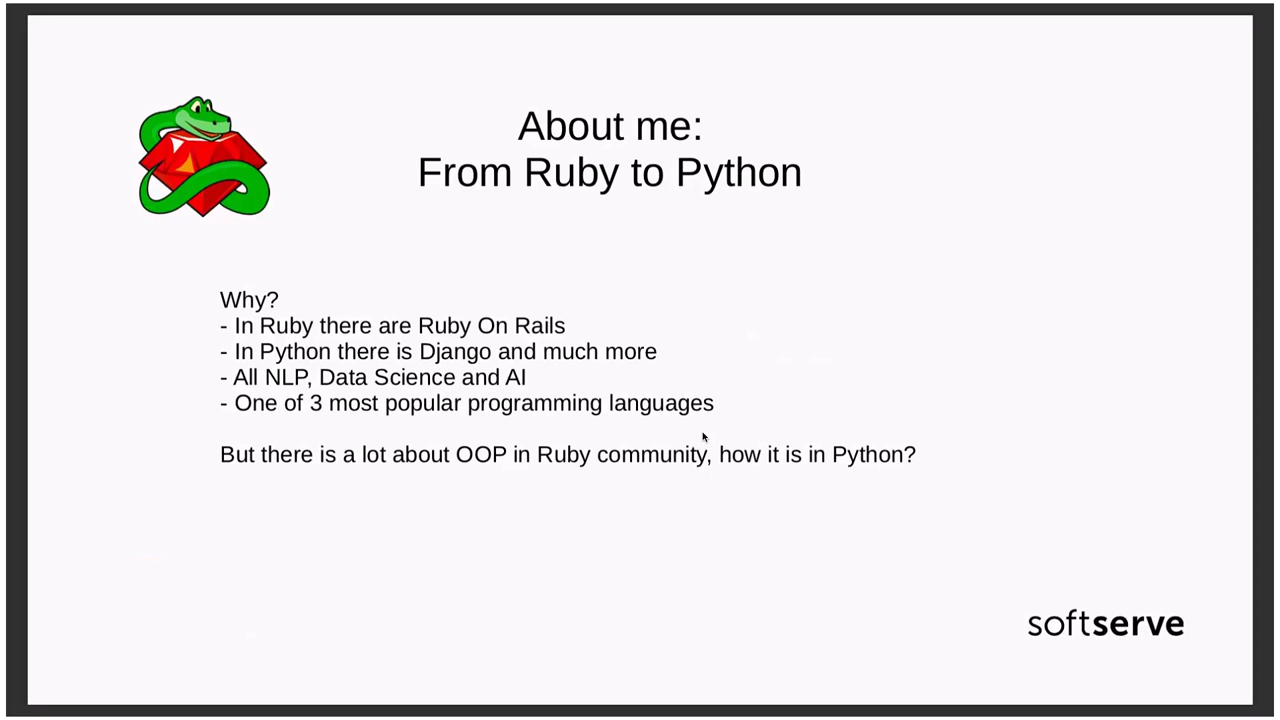 About me:
From Ruby to Python
Why?
- In Ruby there are Ruby On Rails
- In Python there is Django and much more
- All NLP, Data Science and AI
- One of 3 most popular programming languages
But there is a lot about OOP in Ruby community, how it is in Python?
softserve